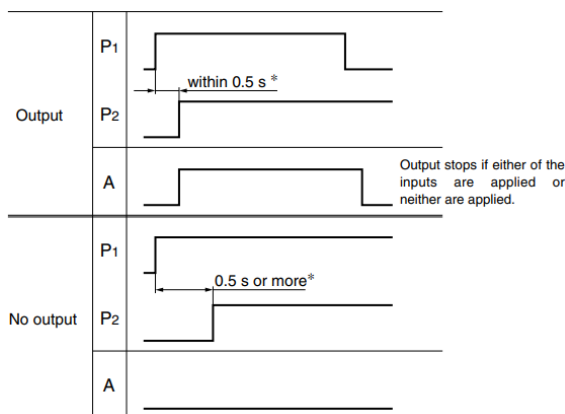 P1
within 0.5 s *
Output
P2
A
Output stops if either of the
inputs are applied or
neither are applied.
P1
0.5 s or more*
No output
P2
A